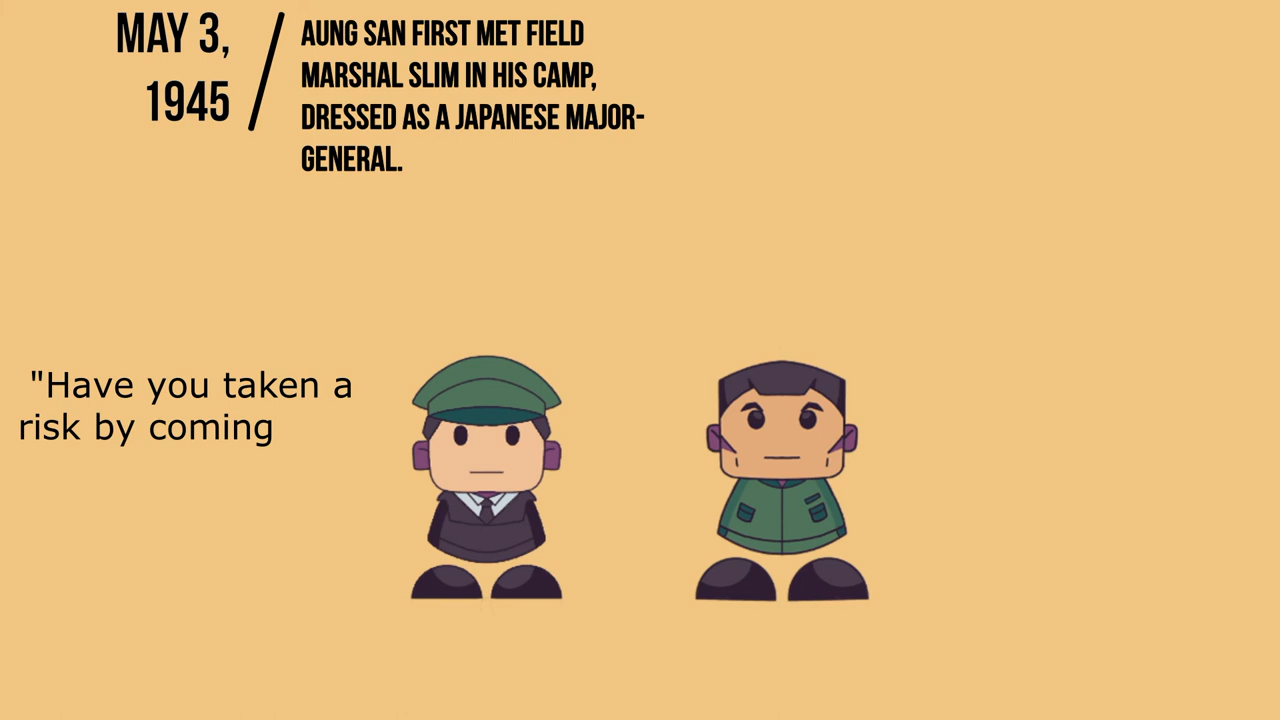 MAY 3,
1945
AUNG SAN FIRST MET FIELD
MARSHAL SLIM IN HIS CAMP,
DRESSED AS A JAPANESE MAJOR-
GENERAL.
"Have you taken a
risk by coming